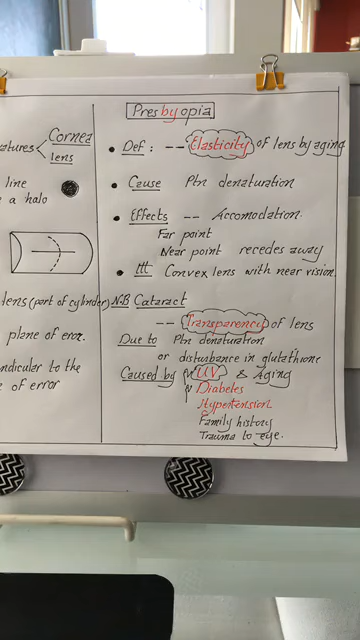 Cornea
atures < lens
line
a halo
lens (part of cylinder)
plane of error.
ndicular to the
e of error
Presbyopia
• Def: -- Elasticity of lens by aging
• Cause Ptn denaturation
• Effects -- Accomodation.
Far point
Near point recedes away
• ttt Convex lens with near vision.
N.B Cataract
-- Transparency of lens
Due to Ptn denaturation
or disturbance in glutathione
Caused by UV & Aging
Diabetes
Hypertension
Family history
Trauma to eye.